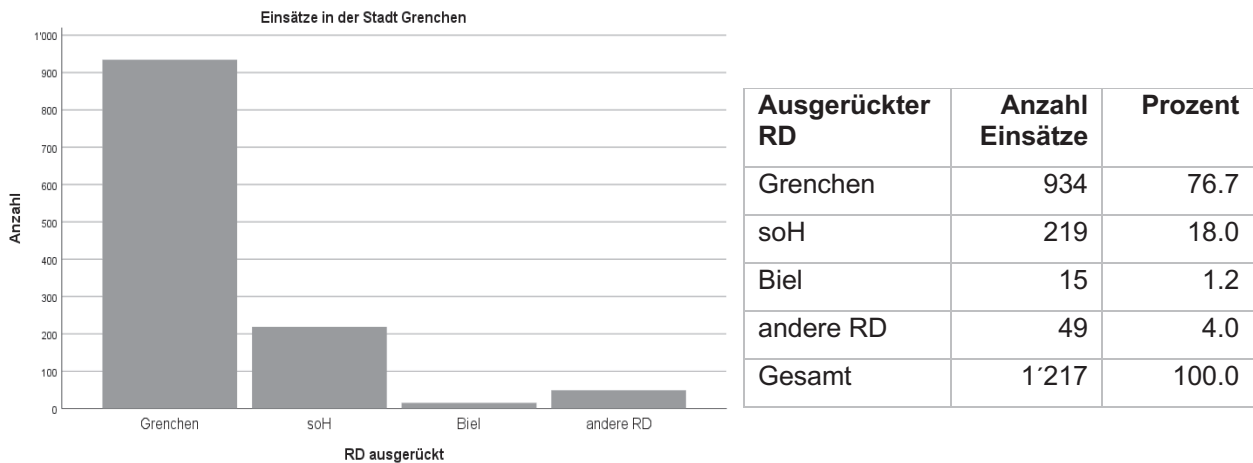 Einsätze in der Stadt Grenchen
1'000
900
800
700
600
500
400
300
200
100
0
Anzahl
Grenchen soH Biel andere RD
RD ausgerückt
Ausgerückter RD Anzahl Einsätze Prozent
Grenchen 934 76.7
soH 219 18.0
Biel 15 1.2
andere RD 49 4.0
Gesamt 1´217 100.0